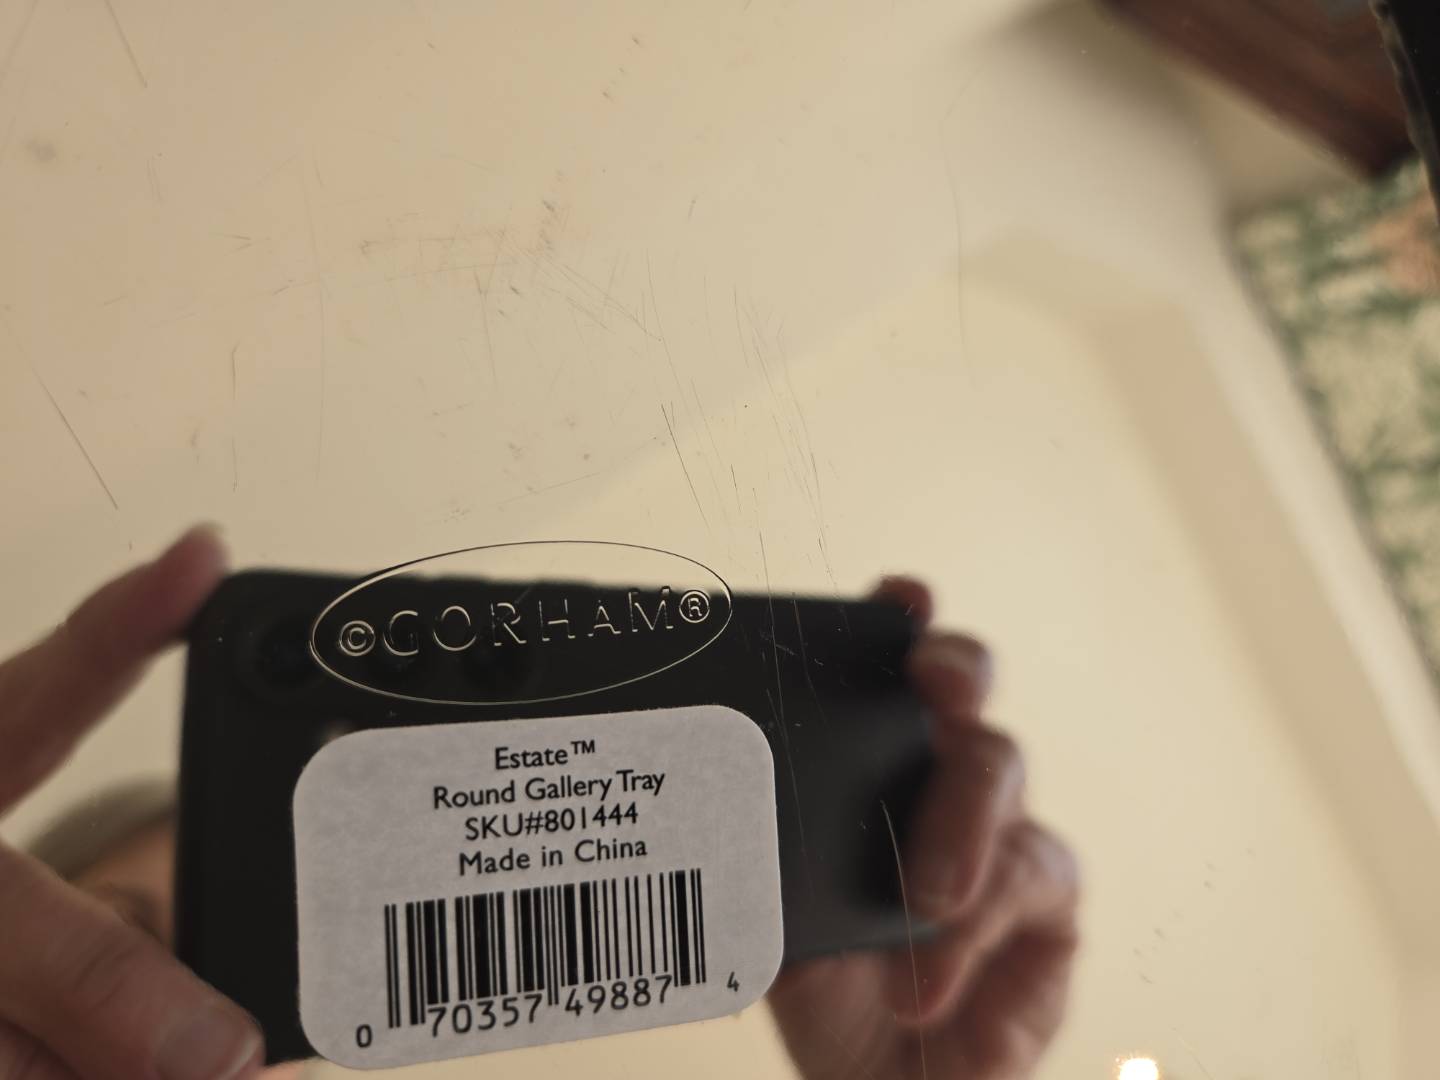 ©GORHAM®
Estate™
Round Gallery Tray
SKU#801444
Made in China
0 70357 49887 4